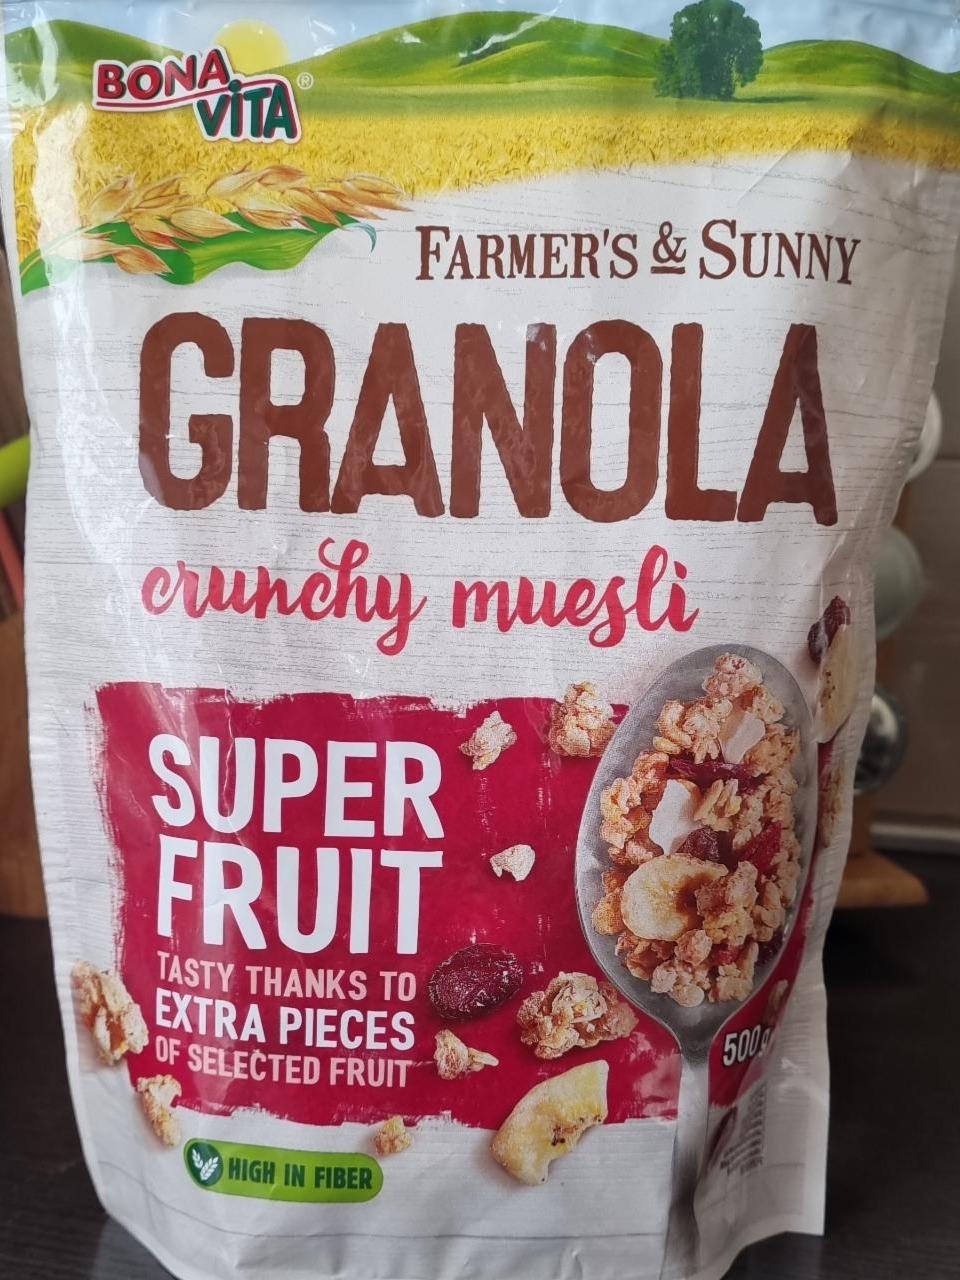 BONA
VITA®
FARMER'S & SUNNY
GRANOLA
crunchy muesli
SUPER
FRUIT
TASTY THANKS TO
EXTRA PIECES
OF SELECTED FRUIT
500g
HIGH IN FIBER